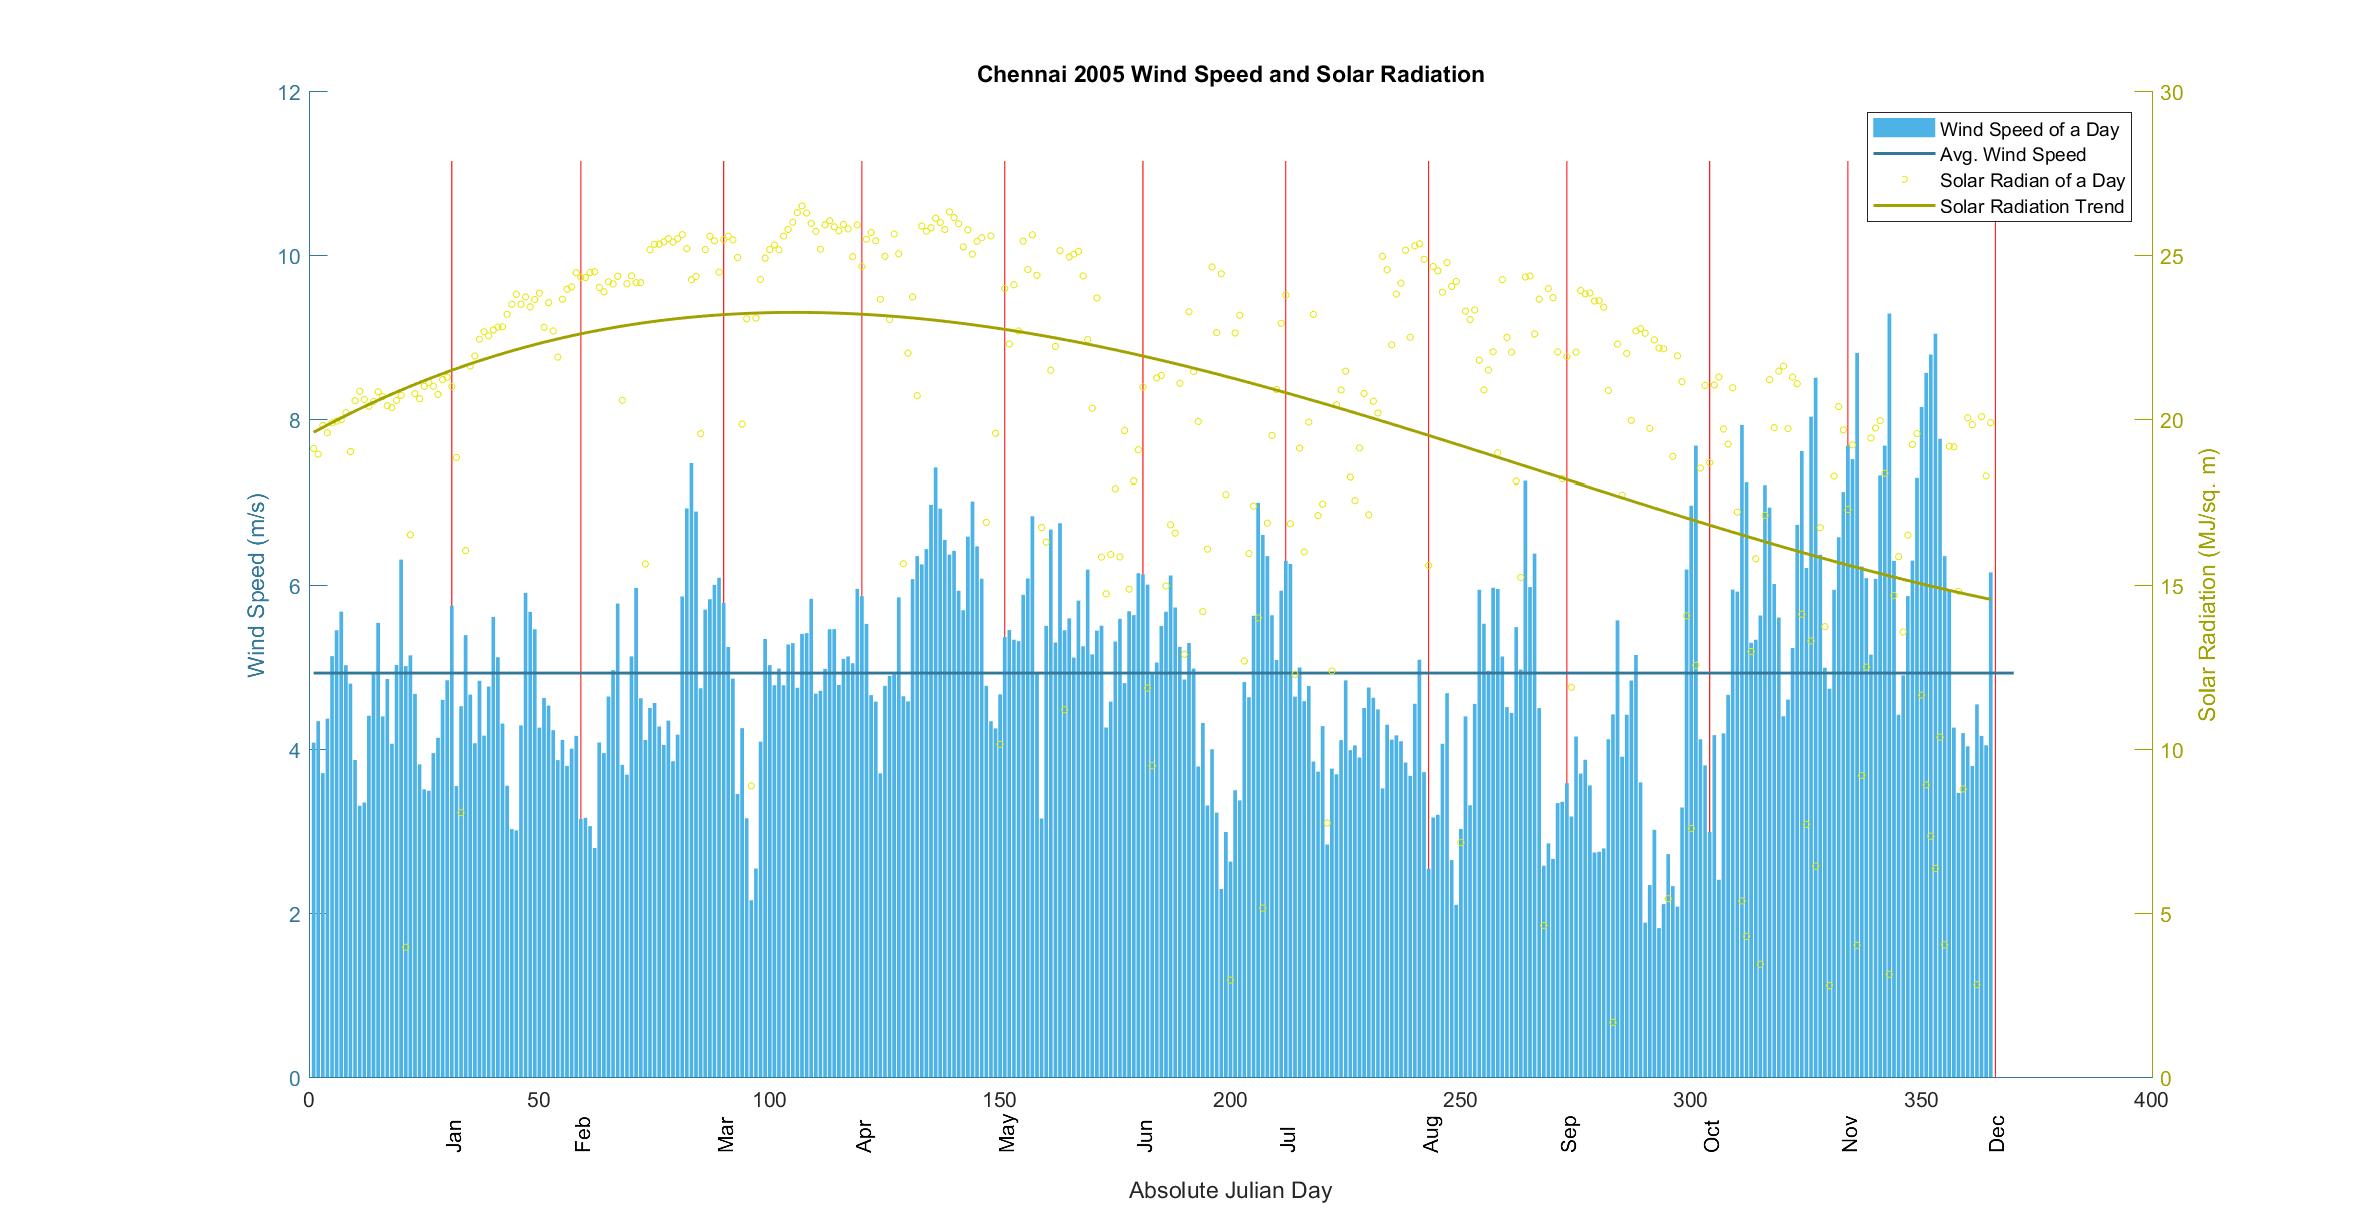 Chennai 2005 Wind Speed and Solar Radiation
12
10
8
6
4
2
0
Wind Speed (m/s)
30
25
20
15
10
5
0
Solar Radiation (MJ/sq. m)
Wind Speed of a Day
Avg. Wind Speed
Solar Radian of a Day
Solar Radiation Trend
0 50 100 150 200 250 300 350 400
Jan Feb Mar Apr May Jun Jul Aug Sep Oct Nov Dec
Absolute Julian Day